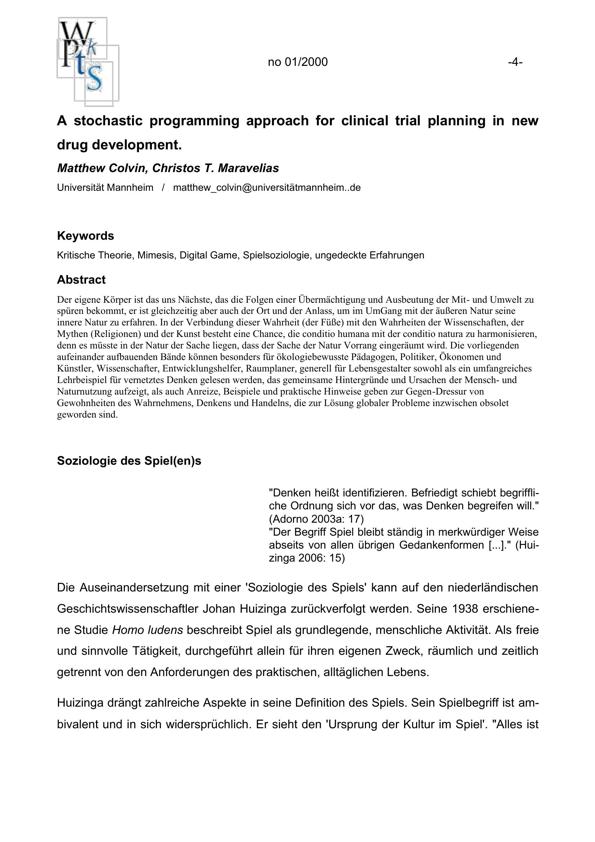 W
Pkts
no 01/2000 -4-
A stochastic programming approach for clinical trial planning in new
drug development.
Matthew Colvin, Christos T. Maravelias
Universität Mannheim / matthew_colvin@universitätmannheim..de
Keywords
Kritische Theorie, Mimesis, Digital Game, Spielsoziologie, ungedeckte Erfahrungen
Abstract
Der eigene Körper ist das uns Nächste, das die Folgen einer Übermächtigung und Ausbeutung der Mit- und Umwelt zu
spüren bekommt, er ist gleichzeitig aber auch der Ort und der Anlass, um im UmGang mit der äußeren Natur seine
innere Natur zu erfahren. In der Verbindung dieser Wahrheit (der Füße) mit den Wahrheiten der Wissenschaften, der
Mythen (Religionen) und der Kunst besteht eine Chance, die conditio humana mit der conditio natura zu harmonisieren,
denn es müsste in der Natur der Sache liegen, dass der Sache der Natur Vorrang eingeräumt wird. Die vorliegenden
aufeinander aufbauenden Bände können besonders für ökologiebewusste Pädagogen, Politiker, Ökonomen und
Künstler, Wissenschafter, Entwicklungshelfer, Raumplaner, generell für Lebensgestalter sowohl als ein umfangreiches
Lehrbeispiel für vernetztes Denken gelesen werden, das gemeinsame Hintergründe und Ursachen der Mensch- und
Naturnutzung aufzeigt, als auch Anreize, Beispiele und praktische Hinweise geben zur Gegen-Dressur von
Gewohnheiten des Wahrnehmens, Denkens und Handelns, die zur Lösung globaler Probleme inzwischen obsolet
geworden sind.
Soziologie des Spiel(en)s
"Denken heißt identifizieren. Befriedigt schiebt begriffli-
che Ordnung sich vor das, was Denken begreifen will."
(Adorno 2003a: 17)
"Der Begriff Spiel bleibt ständig in merkwürdiger Weise
abseits von allen übrigen Gedankenformen [...]." (Hui-
zinga 2006: 15)
Die Auseinandersetzung mit einer 'Soziologie des Spiels' kann auf den niederländischen
Geschichtswissenschaftler Johan Huizinga zurückverfolgt werden. Seine 1938 erschiene-
ne Studie Homo ludens beschreibt Spiel als grundlegende, menschliche Aktivität. Als freie
und sinnvolle Tätigkeit, durchgeführt allein für ihren eigenen Zweck, räumlich und zeitlich
getrennt von den Anforderungen des praktischen, alltäglichen Lebens.
Huizinga drängt zahlreiche Aspekte in seine Definition des Spiels. Sein Spielbegriff ist am-
bivalent und in sich widersprüchlich. Er sieht den 'Ursprung der Kultur im Spiel'. "Alles ist